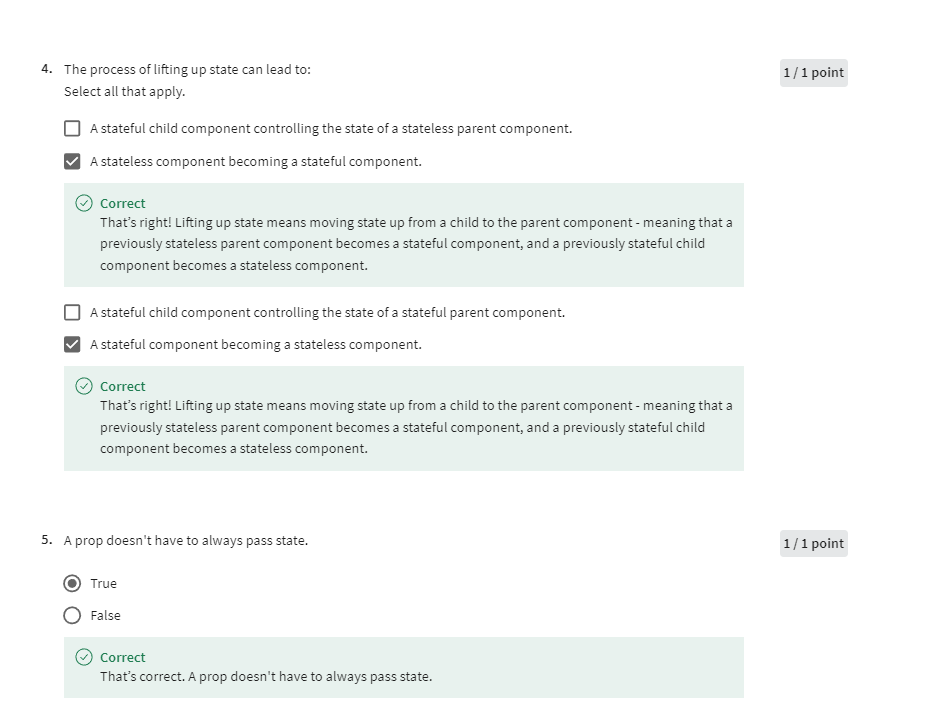 4. The process of lifting up state can lead to:
1 / 1 point
Select all that apply.
A stateful child component controlling the state of a stateless parent component.
A stateless component becoming a stateful component.
Correct
That's right! Lifting up state means moving state up from a child to the parent component - meaning that a
previously stateless parent component becomes a stateful component, and a previously stateful child
component becomes a stateless component.
A stateful child component controlling the state of a stateful parent component.
A stateful component becoming a stateless component.
Correct
That's right! Lifting up state means moving state up from a child to the parent component - meaning that a
previously stateless parent component becomes a stateful component, and a previously stateful child
component becomes a stateless component.
5. A prop doesn't have to always pass state.
1 / 1 point
True
False
Correct
That's correct. A prop doesn't have to always pass state.